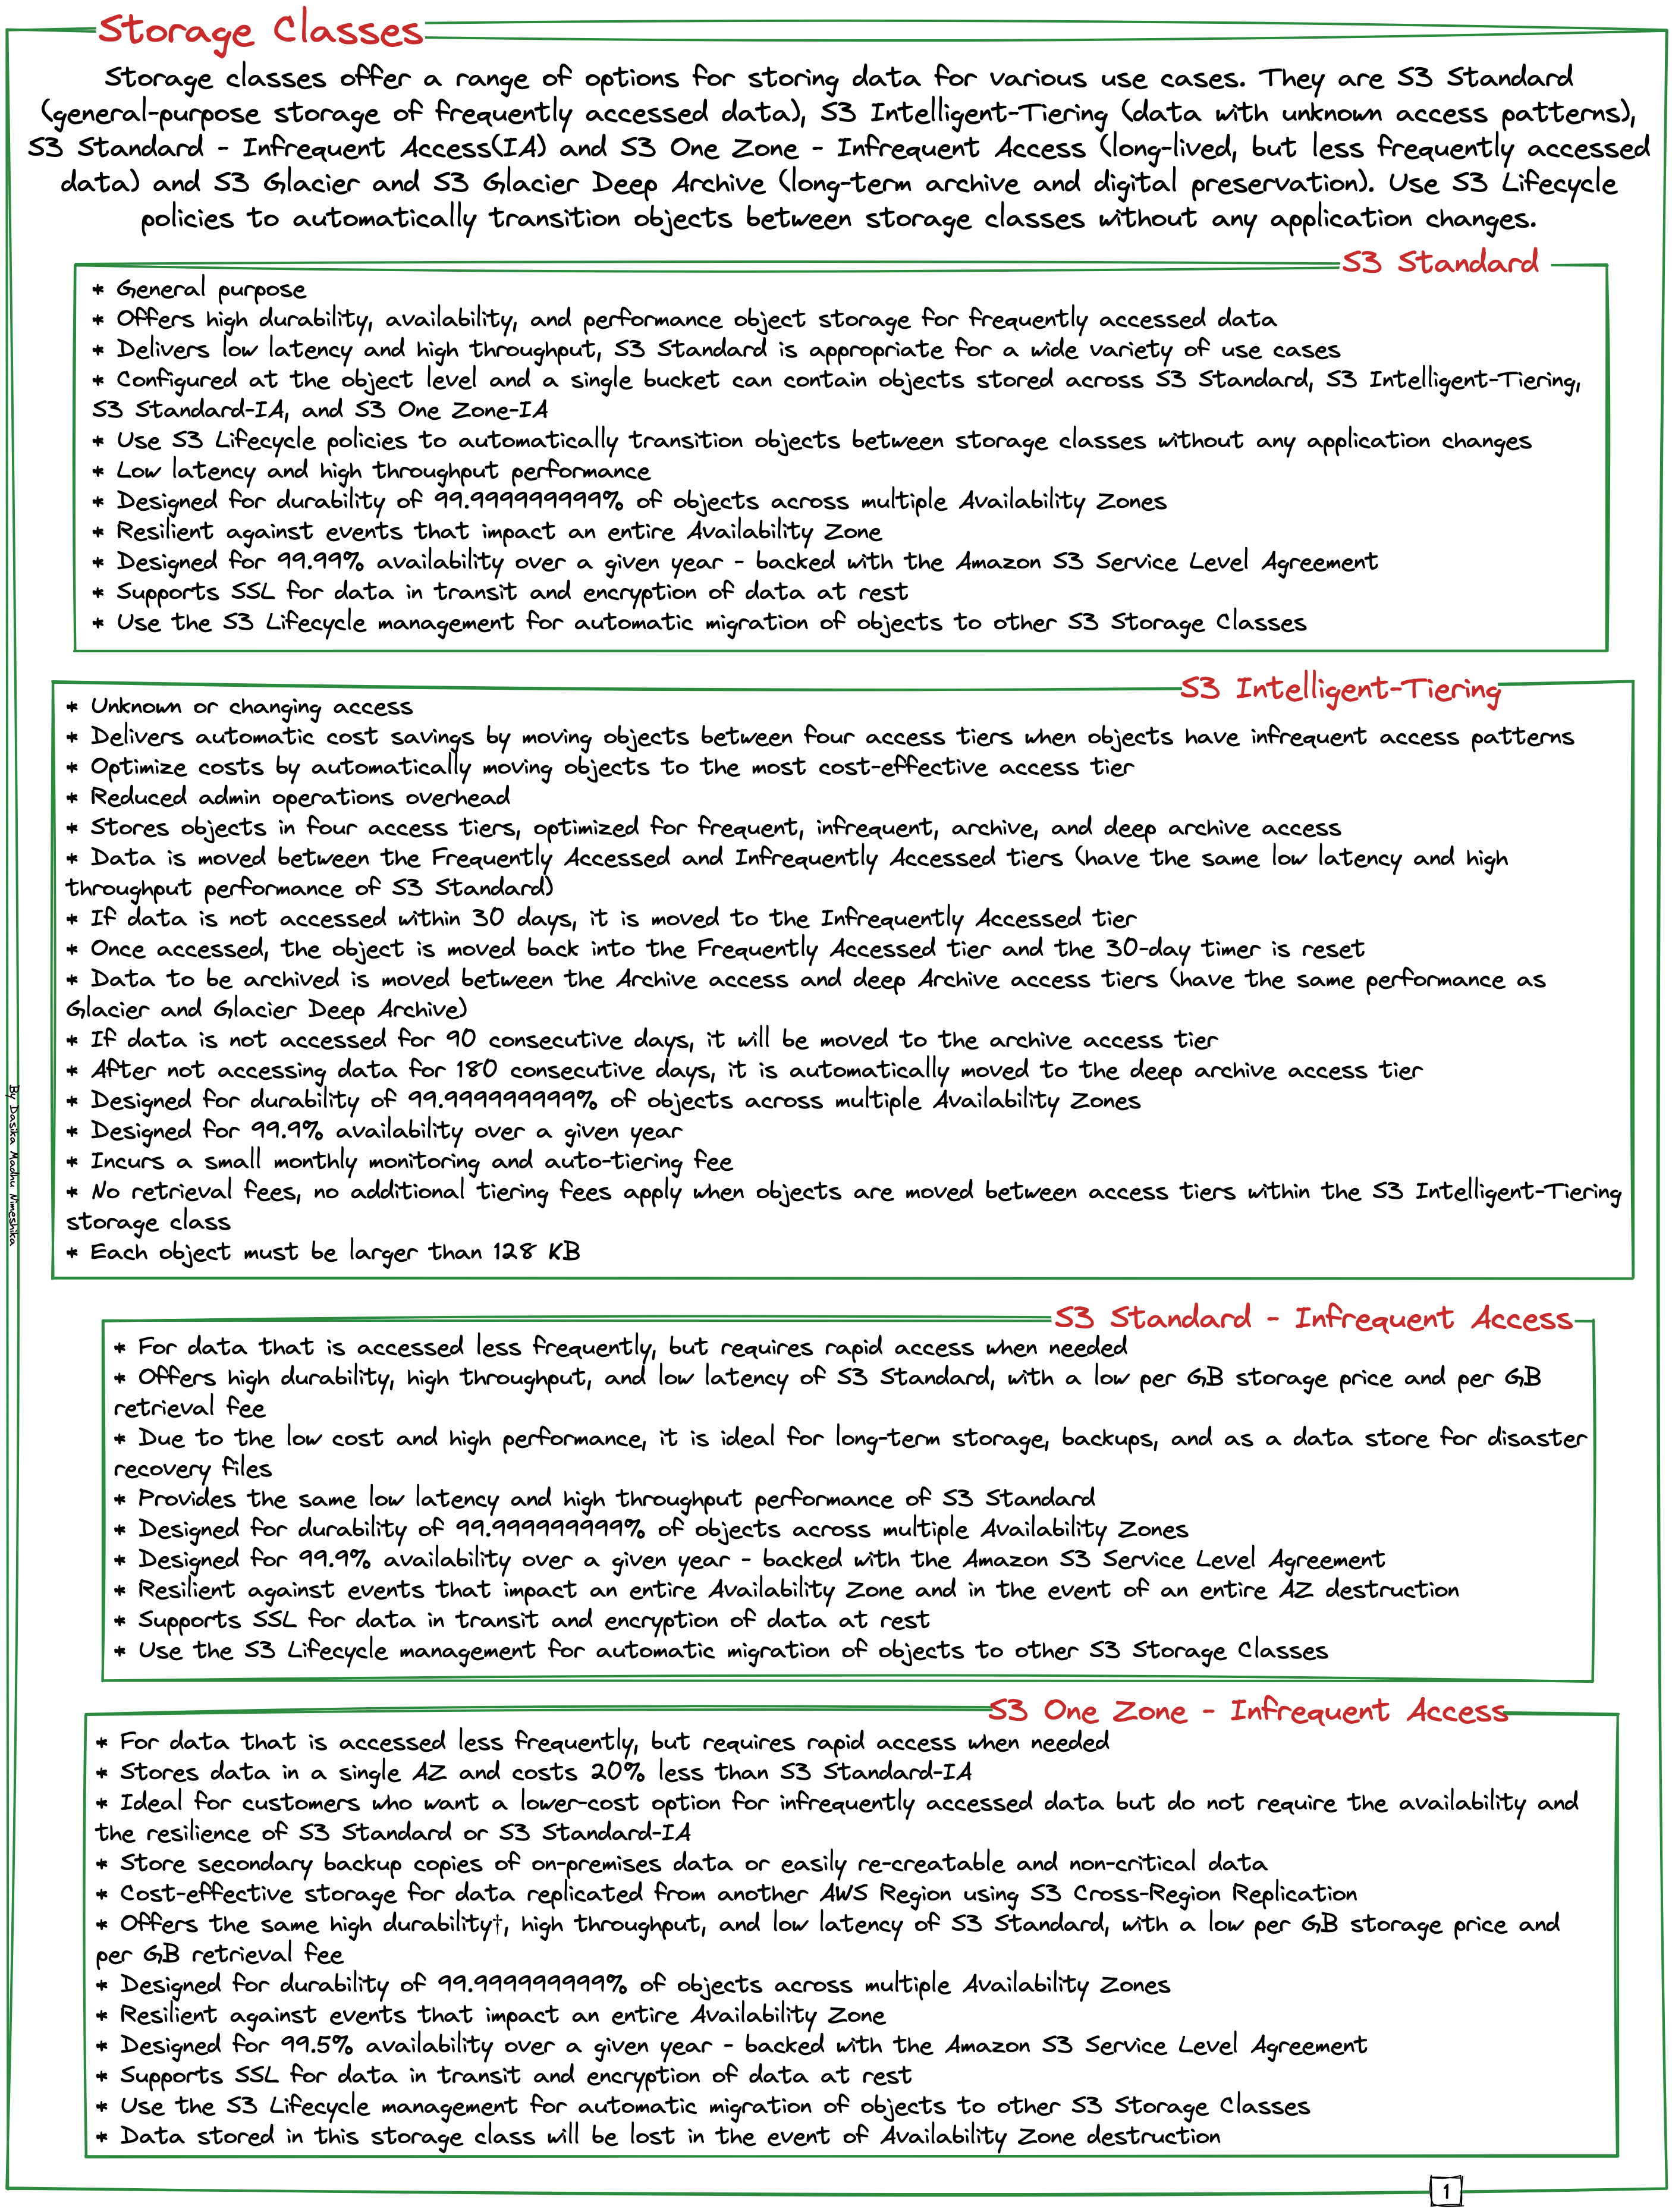 Storage Classes
Storage classes offer a range of options for storing data for various use cases. They are S3 Standard
(general-purpose storage of frequently accessed data), S3 Intelligent-Tiering (data with unknown access patterns),
S3 Standard - Infrequent Access(IA) and S3 One Zone - Infrequent Access (long-lived, but less frequently accessed
data) and S3 Glacier and S3 Glacier Deep Archive (long-term archive and digital preservation). Use S3 Lifecycle
policies to automatically transition objects between storage classes without any application changes.
S3 Standard
* General purpose
* Offers high durability, availability, and performance object storage for frequently accessed data
* Delivers low latency and high throughput, S3 Standard is appropriate for a wide variety of use cases
* Configured at the object level and a single bucket can contain objects stored across S3 Standard, S3 Intelligent-Tiering,
S3 Standard-IA, and S3 One Zone-IA
* Use S3 Lifecycle policies to automatically transition objects between storage classes without any application changes
* Low latency and high throughput performance
* Designed for durability of 99.999999999% of objects across multiple Availability Zones
* Resilient against events that impact an entire Availability Zone
* Designed for 99.99% availability over a given year - backed with the Amazon S3 Service Level Agreement
* Supports SSL for data in transit and encryption of data at rest
* Use the S3 Lifecycle management for automatic migration of objects to other S3 Storage Classes
S3 Intelligent-Tiering
* Unknown or changing access
* Delivers automatic cost savings by moving objects between four access tiers when objects have infrequent access patterns
* Optimize costs by automatically moving objects to the most cost-effective access tier
* Reduced admin operations overhead
* Stores objects in four access tiers, optimized for frequent, infrequent, archive, and deep archive access
* Data is moved between the Frequently Accessed and Infrequently Accessed tiers (have the same low latency and high
throughput performance of S3 Standard)
* If data is not accessed within 30 days, it is moved to the Infrequently Accessed tier
* Once accessed, the object is moved back into the Frequently Accessed tier and the 30-day timer is reset
* Data to be archived is moved between the Archive access and deep Archive access tiers (have the same performance as
Glacier and Glacier Deep Archive)
* If data is not accessed for 90 consecutive days, it will be moved to the archive access tier
* After not accessing data for 180 consecutive days, it is automatically moved to the deep archive access tier
* Designed for durability of 99.999999999% of objects across multiple Availability Zones
* Designed for 99.9% availability over a given year
* Incurs a small monthly monitoring and auto-tiering fee
* No retrieval fees, no additional tiering fees apply when objects are moved between access tiers within the S3 Intelligent-Tiering
storage class
* Each object must be larger than 128 KB
S3 Standard - Infrequent Access
* For data that is accessed less frequently, but requires rapid access when needed
* Offers high durability, high throughput, and low latency of S3 Standard, with a low per GB storage price and per GB
retrieval fee
* Due to the low cost and high performance, it is ideal for long-term storage, backups, and as a data store for disaster
recovery files
* Provides the same low latency and high throughput performance of S3 Standard
* Designed for durability of 99.999999999% of objects across multiple Availability Zones
* Designed for 99.9% availability over a given year - backed with the Amazon S3 Service Level Agreement
* Resilient against events that impact an entire Availability Zone and in the event of an entire AZ destruction
* Supports SSL for data in transit and encryption of data at rest
* Use the S3 Lifecycle management for automatic migration of objects to other S3 Storage Classes
S3 One Zone - Infrequent Access
* For data that is accessed less frequently, but requires rapid access when needed
* Stores data in a single AZ and costs 20% less than S3 Standard-IA
* Ideal for customers who want a lower-cost option for infrequently accessed data but do not require the availability and
the resilience of S3 Standard or S3 Standard-IA
* Store secondary backup copies of on-premises data or easily re-creatable and non-critical data
* Cost-effective storage for data replicated from another AWS Region using S3 Cross-Region Replication
* Offers the same high durability†, high throughput, and low latency of S3 Standard, with a low per GB storage price and
per GB retrieval fee
* Designed for durability of 99.999999999% of objects across multiple Availability Zones
* Resilient against events that impact an entire Availability Zone
* Designed for 99.5% availability over a given year - backed with the Amazon S3 Service Level Agreement
* Supports SSL for data in transit and encryption of data at rest
* Use the S3 Lifecycle management for automatic migration of objects to other S3 Storage Classes
* Data stored in this storage class will be lost in the event of Availability Zone destruction
By Dasika Madhu Nimeshika
1